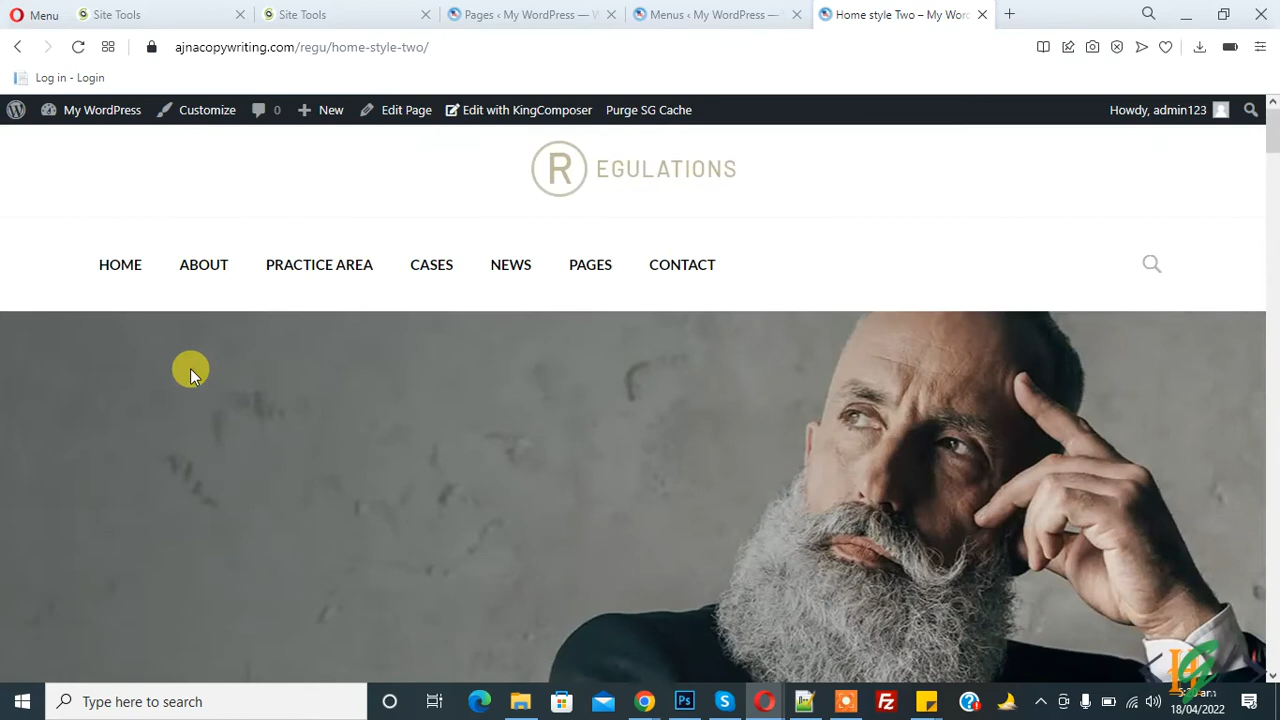 Menu
Site Tools
Site Tools
Pages ‹ My WordPress — W
Menus ‹ My WordPress —
Home style Two – My Word
ajnacopywriting.com/regu/home-style-two/
Log in - Login
My WordPress
Customize
0
New
Edit Page
Edit with KingComposer
Purge SG Cache
Howdy, admin123
R EGULATIONS
HOME
ABOUT
PRACTICE AREA
CASES
NEWS
PAGES
CONTACT
Type here to search
18/04/2022